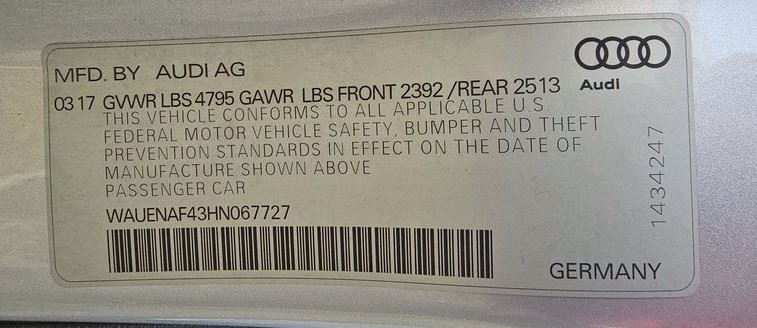 MFD. BY AUDI AG
Audi
03 17 GVWR LBS 4795 GAWR LBS FRONT 2392 /REAR 2513
THIS VEHICLE CONFORMS TO ALL APPLICABLE U.S.
FEDERAL MOTOR VEHICLE SAFETY, BUMPER AND THEFT
PREVENTION STANDARDS IN EFFECT ON THE DATE OF
MANUFACTURE SHOWN ABOVE
PASSENGER CAR
WAUENAF43HN067727
GERMANY
1434247